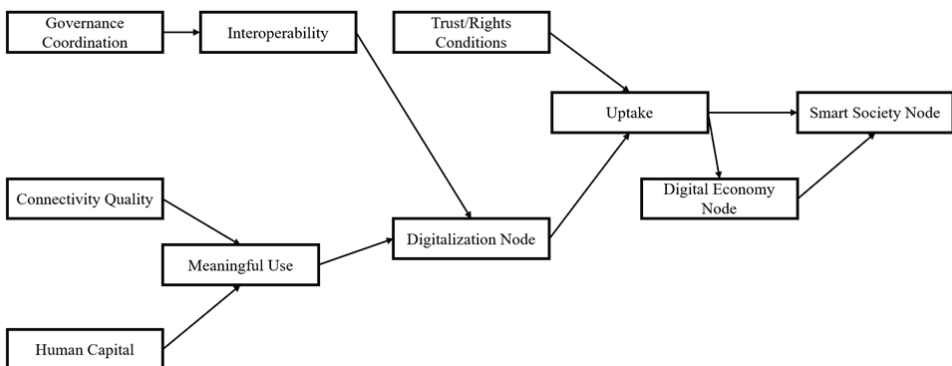 Governance
Coordination
Interoperability
Trust/Rights
Conditions
Uptake
Smart Society Node
Connectivity Quality
Digital Economy
Node
Digitalization Node
Meaningful Use
Human Capital